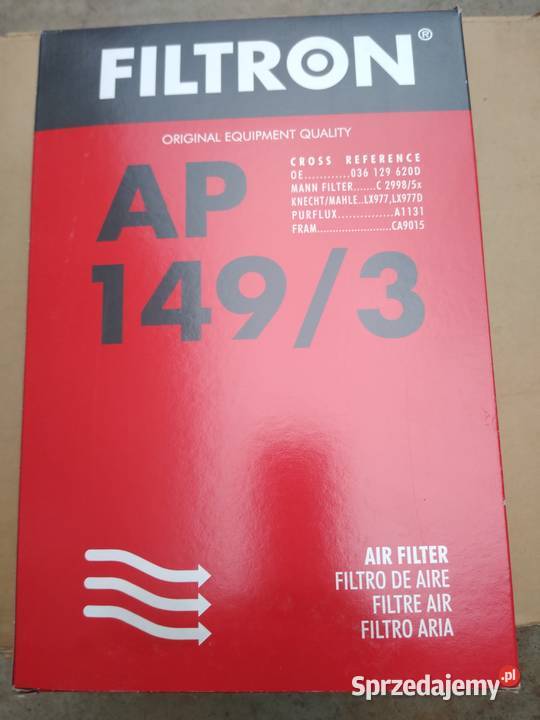 FILTRON®
ORIGINAL EQUIPMENT QUALITY
AP
149/3
CROSS REFERENCE
OE............036 129 620D
MANN FILTER.......C 2998/5x
KNECHT/MAHLE..LX977,LX977D
PURFLUX...............A1131
FRAM........................CA9015
AIR FILTER
FILTRO DE AIRE
FILTRE AIR
FILTRO ARIA
Sprzedajemy.pl